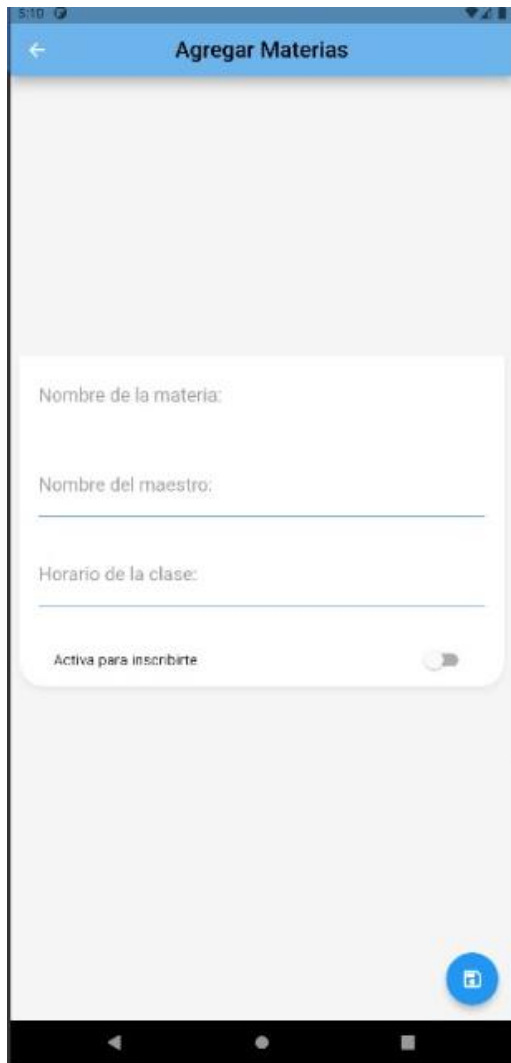 5:10
Agregar Materias
Nombre de la materia:
Nombre del maestro:
Horario de la clase:
Activa para inscribirte